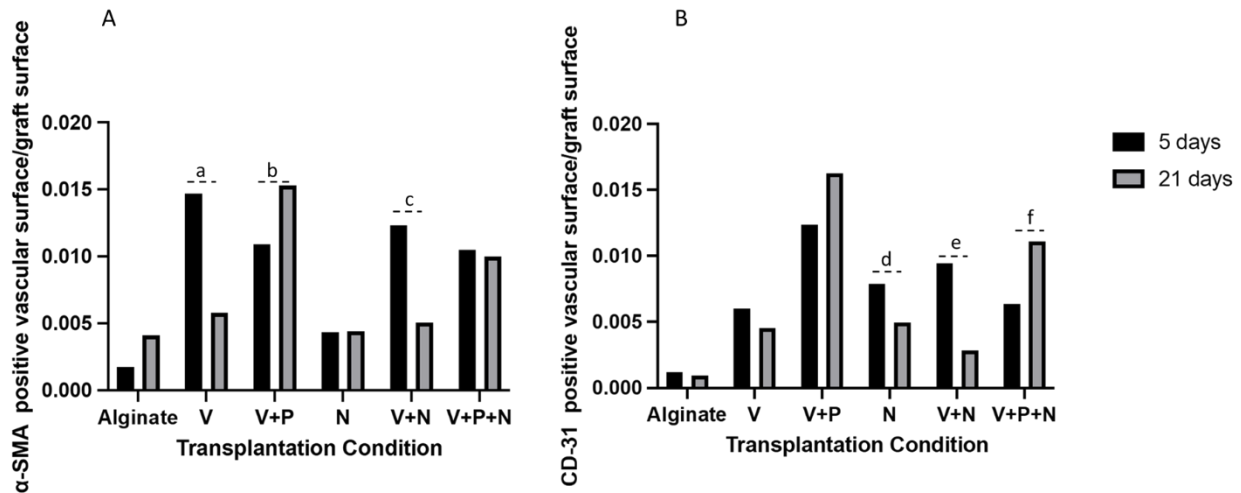 A
α-SMA positive vascular surface/graft surface
0.020
0.015
0.010
0.005
0.000
a
b
c
Alginate V V+P N V+N V+P+N
Transplantation Condition
B
CD-31 positive vascular surface/graft surface
0.020
0.015
0.010
0.005
0.000
d
e
f
Alginate V V+P N V+N V+P+N
Transplantation Condition
5 days
21 days